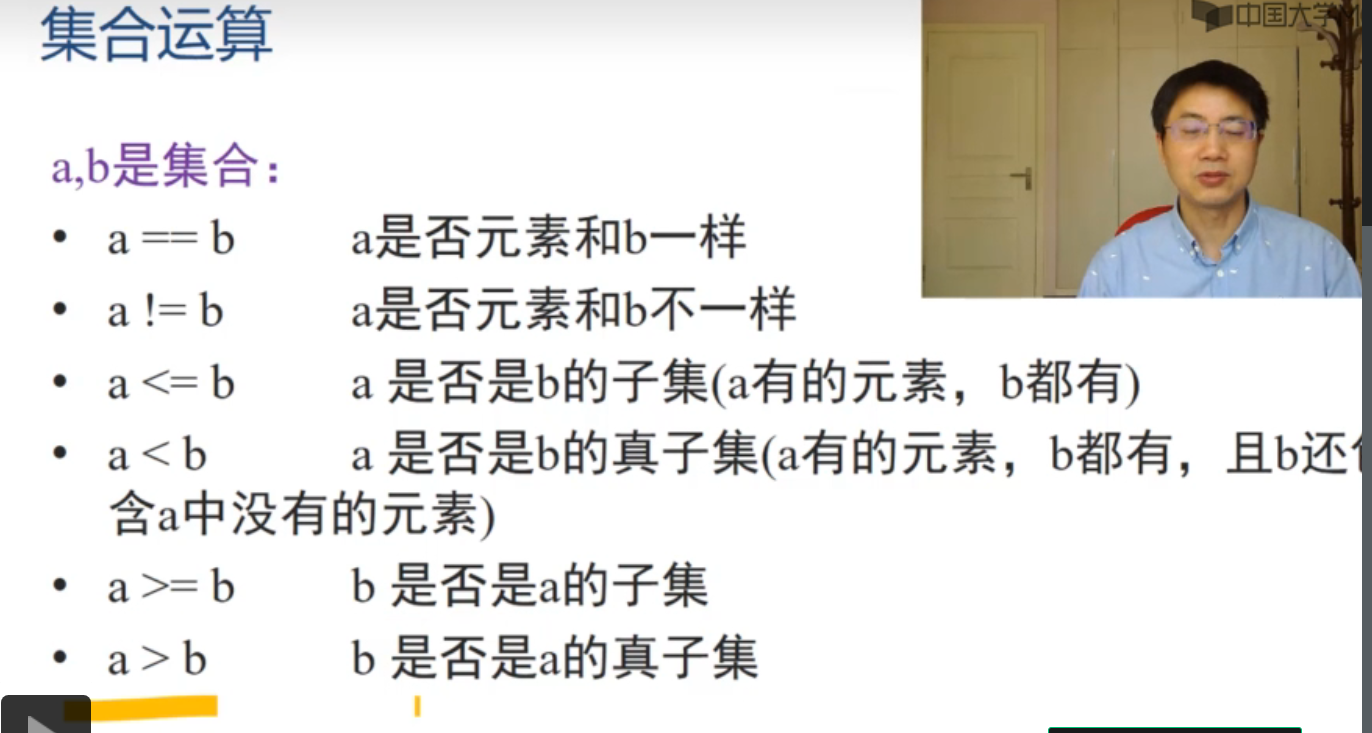 集合运算
中国大学M
a,b是集合：
• a == b a是否元素和b一样
• a != b a是否元素和b不一样
• a <= b a 是否是b的子集(a有的元素，b都有)
• a < b a 是否是b的真子集(a有的元素，b都有，且b还
含a中没有的元素)
• a >= b b 是否是a的子集
• a > b b 是否是a的真子集